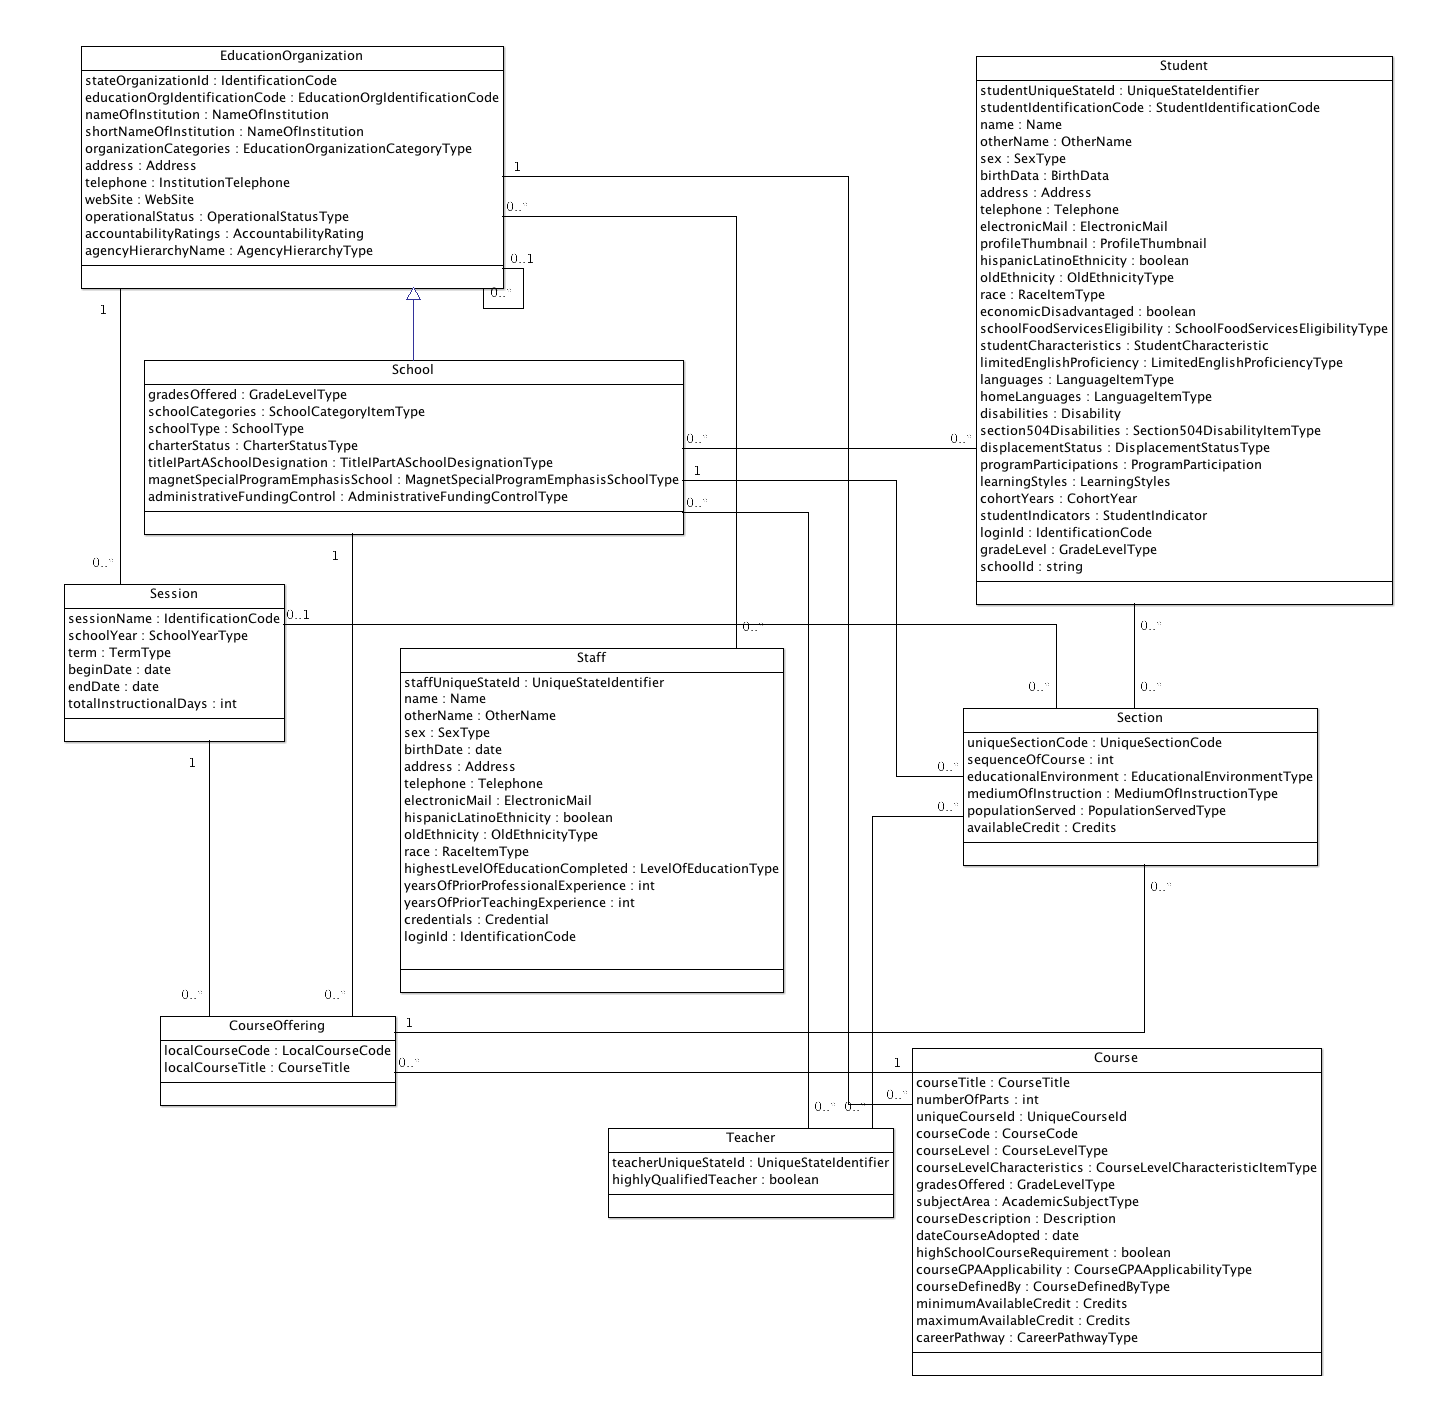 EducationOrganization
stateOrganizationId : IdentificationCode
educationOrgIdentificationCode : EducationOrgIdentificationCode
nameOfInstitution : NameOfInstitution
shortNameOfInstitution : NameOfInstitution
organizationCategories : EducationOrganizationCategoryType
address : Address
telephone : InstitutionTelephone
webSite : WebSite
operationalStatus : OperationalStatusType
accountabilityRatings : AccountabilityRating
agencyHierarchyName : AgencyHierarchyType
1
0..*
0..1
0..*
1
Student
studentUniqueStateId : UniqueStateIdentifier
studentIdentificationCode : StudentIdentificationCode
name : Name
otherName : OtherName
sex : SexType
birthData : BirthData
address : Address
telephone : Telephone
electronicMail : ElectronicMail
profileThumbnail : ProfileThumbnail
hispanicLatinoEthnicity : boolean
oldEthnicity : OldEthnicityType
race : RaceItemType
economicDisadvantaged : boolean
schoolFoodServicesEligibility : SchoolFoodServicesEligibilityType
studentCharacteristics : StudentCharacteristic
limitedEnglishProficiency : LimitedEnglishProficiencyType
languages : LanguageItemType
homeLanguages : LanguageItemType
disabilities : Disability
section504Disabilities : Section504DisabilityItemType
displacementStatus : DisplacementStatusType
programParticipations : ProgramParticipation
learningStyles : LearningStyles
cohortYears : CohortYear
studentIndicators : StudentIndicator
loginId : IdentificationCode
gradeLevel : GradeLevelType
schoolId : string
School
gradesOffered : GradeLevelType
schoolCategories : SchoolCategoryItemType
schoolType : SchoolType
charterStatus : CharterStatusType
titleIPartASchoolDesignation : TitleIPartASchoolDesignationType
magnetSpecialProgramEmphasisSchool : MagnetSpecialProgramEmphasisSchoolType
administrativeFundingControl : AdministrativeFundingControlType
0..*
0..*
1
0..*
1
0..*
Session
sessionName : IdentificationCode
schoolYear : SchoolYearType
term : TermType
beginDate : date
endDate : date
totalInstructionalDays : int
0..1
0..*
0..*
0..*
0..*
1
Staff
staffUniqueStateId : UniqueStateIdentifier
name : Name
otherName : OtherName
sex : SexType
birthDate : date
address : Address
telephone : Telephone
electronicMail : ElectronicMail
hispanicLatinoEthnicity : boolean
oldEthnicity : OldEthnicityType
race : RaceItemType
highestLevelOfEducationCompleted : LevelOfEducationType
yearsOfPriorProfessionalExperience : int
yearsOfPriorTeachingExperience : int
credentials : Credential
loginId : IdentificationCode
Section
uniqueSectionCode : UniqueSectionCode
sequenceOfCourse : int
educationalEnvironment : EducationalEnvironmentType
mediumOfInstruction : MediumOfInstructionType
populationServed : PopulationServedType
availableCredit : Credits
0..*
0..*
0..*
0..*
0..*
CourseOffering
localCourseCode : LocalCourseCode
localCourseTitle : CourseTitle
1
0..*
1
0..*
0..*
0..*
Teacher
teacherUniqueStateId : UniqueStateIdentifier
highlyQualifiedTeacher : boolean
Course
courseTitle : CourseTitle
numberOfParts : int
uniqueCourseId : UniqueCourseId
courseCode : CourseCode
courseLevel : CourseLevelType
courseLevelCharacteristics : CourseLevelCharacteristicItemType
gradesOffered : GradeLevelType
subjectArea : AcademicSubjectType
courseDescription : Description
dateCourseAdopted : date
highSchoolCourseRequirement : boolean
courseGPAApplicability : CourseGPAApplicabilityType
courseDefinedBy : CourseDefinedByType
minimumAvailableCredit : Credits
maximumAvailableCredit : Credits
careerPathway : CareerPathwayType